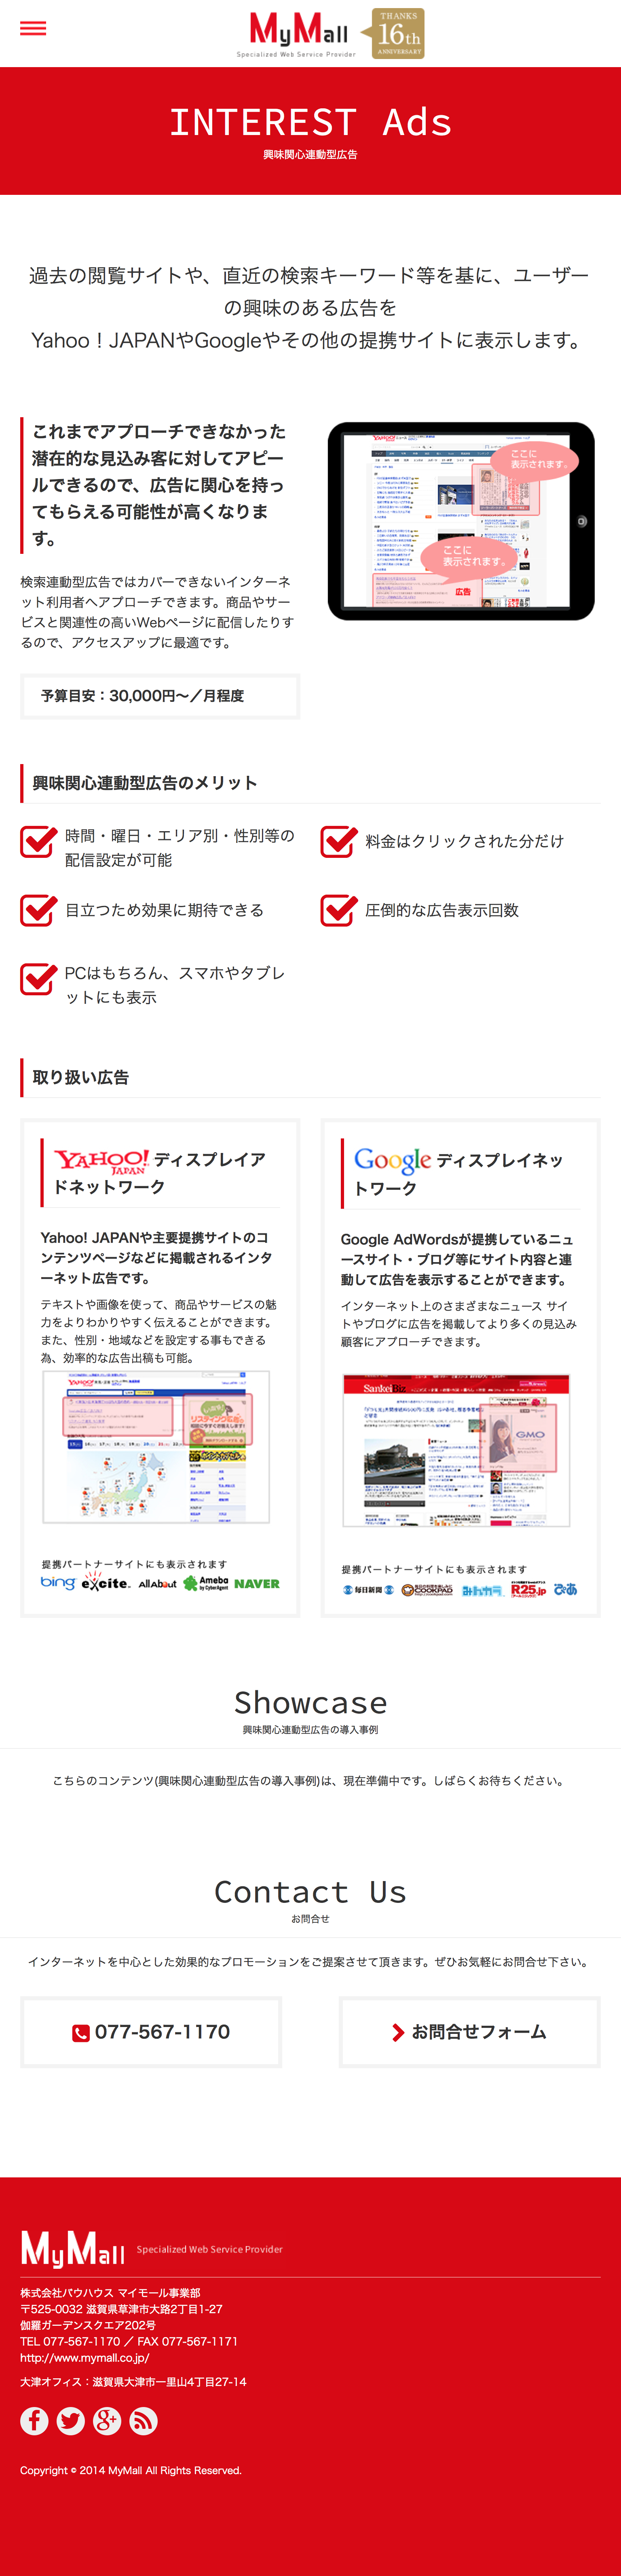 MyMall
Specialized Web Service Provider
THANKS
16th
ANNIVERSARY
INTEREST Ads
興味関心連動型広告
過去の閲覧サイトや、直近の検索キーワード等を基に、ユーザー
の興味のある広告を
Yahoo！JAPANやGoogleやその他の提携サイトに表示します。
これまでアプローチできなかった
潜在的な見込み客に対してアピー
ルできるので、広告に関心を持っ
てもらえる可能性が高くなりま
す。
ここに
表示されます。
ここに
表示されます。
広告
検索連動型広告ではカバーできないインターネ
ット利用者へアプローチできます。商品やサー
ビスと関連性の高いWebページに配信したりす
るので、アクセスアップに最適です。
予算目安：30,000円〜／月程度
興味関心連動型広告のメリット
時間・曜日・エリア別・性別等の
配信設定が可能
料金はクリックされた分だけ
目立つため効果に期待できる
圧倒的な広告表示回数
PCはもちろん、スマホやタブレ
ットにも表示
取り扱い広告
YAHOO! JAPAN ディスプレイア
ドネットワーク
Yahoo! JAPANや主要提携サイトのコ
ンテンツページなどに掲載されるインタ
ーネット広告です。
テキストや画像を使って、商品やサービスの魅
力をよりわかりやすく伝えることができます。
また、性別・地域などを設定する事もできる
為、効率的な広告出稿も可能。
提携パートナーサイトにも表示されます
bing excite. AllAbout Ameba by CyberAgent NAVER
Google ディスプレイネッ
トワーク
Google AdWordsが提携しているニュ
ースサイト・ブログ等にサイト内容と連
動して広告を表示することができます。
インターネット上のさまざまなニュース サイ
トやブログに広告を掲載してより多くの見込み
顧客にアプローチできます。
SankeiBiz
GMO
提携パートナーサイトにも表示されます
毎日新聞 COOKPAD みんカラ R25.jp ぴあ
Showcase
興味関心連動型広告の導入事例
こちらのコンテンツ(興味関心連動型広告の導入事例)は、現在準備中です。しばらくお待ちください。
Contact Us
お問合せ
インターネットを中心とした効果的なプロモーションをご提案させて頂きます。ぜひお気軽にお問合せ下さい。
077-567-1170
お問合せフォーム
MyMall Specialized Web Service Provider
株式会社バウハウス マイモール事業部
〒525-0032 滋賀県草津市大路2丁目1-27
伽羅ガーデンスクエア202号
TEL 077-567-1170 ／ FAX 077-567-1171
http://www.mymall.co.jp/
大津オフィス：滋賀県大津市一里山4丁目27-14
Copyright © 2014 MyMall All Rights Reserved.